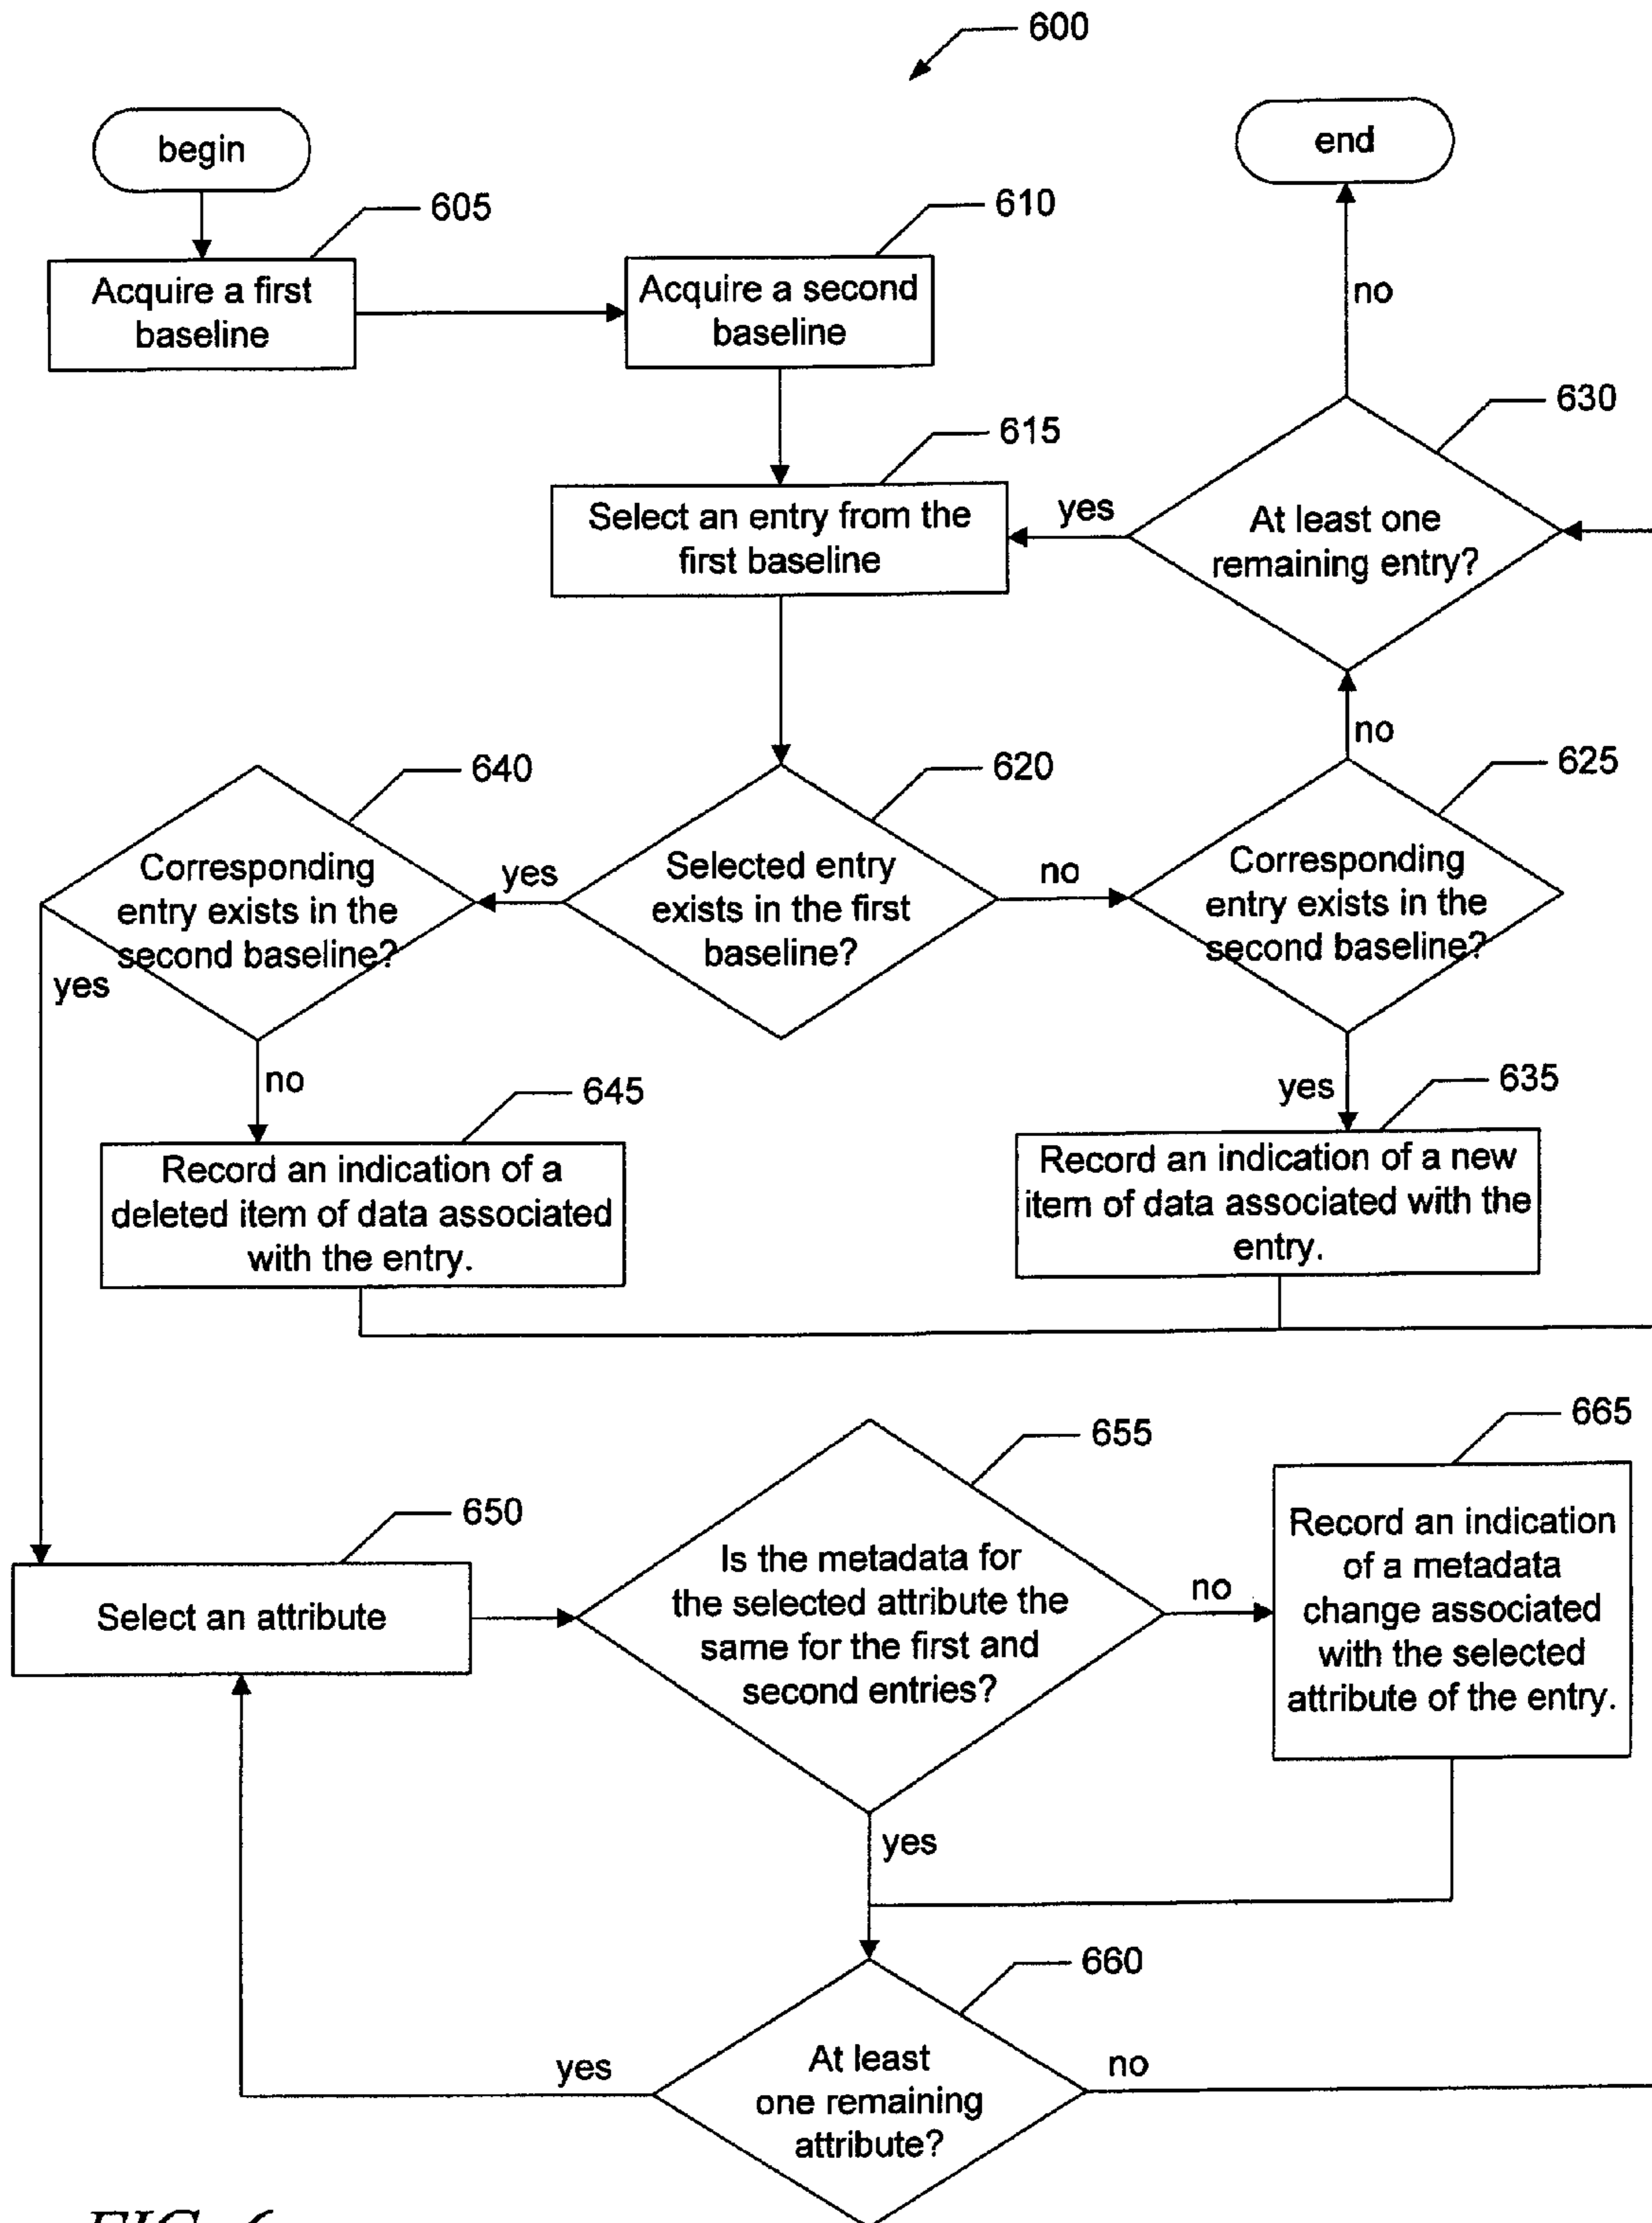 600
begin
end
605
610
Acquire a first
baseline
Acquire a second
baseline
no
630
615
Select an entry from the
first baseline
yes
At least one
remaining entry?
no
640
620
625
Corresponding
entry exists in the
second baseline?
yes
Selected entry
exists in the first
baseline?
no
Corresponding
entry exists in the
second baseline?
yes
no
645
yes
635
Record an indication of a
deleted item of data associated
with the entry.
Record an indication of a new
item of data associated with the
entry.
655
665
650
Select an attribute
Is the metadata for
the selected attribute the
same for the first and
second entries?
no
Record an indication
of a metadata
change associated
with the selected
attribute of the entry.
yes
660
yes
At least
one remaining
attribute?
no
FIG. 6